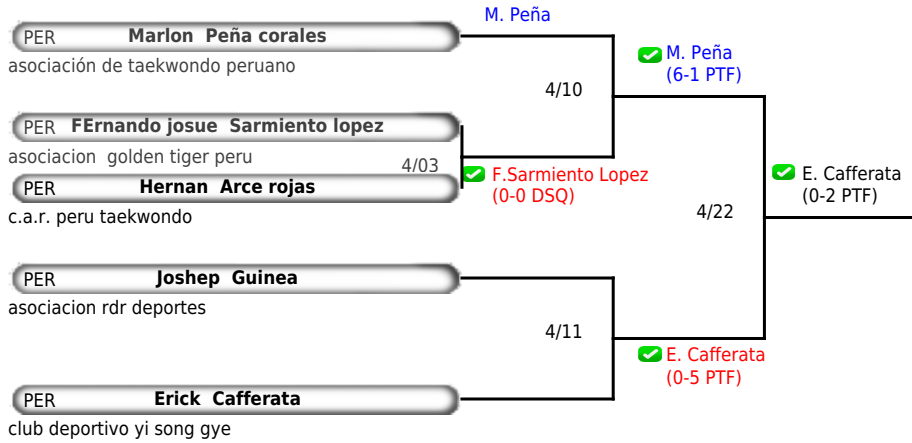 M. Peña
PER Marlon Peña corales
asociación de taekwondo peruano
M. Peña
(6-1 PTF)
4/10
PER FErnando josue Sarmiento lopez
asociacion golden tiger peru
4/03
F.Sarmiento Lopez
(0-0 DSQ)
PER Hernan Arce rojas
c.a.r. peru taekwondo
E. Cafferata
(0-2 PTF)
4/22
PER Joshep Guinea
asociacion rdr deportes
4/11
E. Cafferata
(0-5 PTF)
PER Erick Cafferata
club deportivo yi song gye